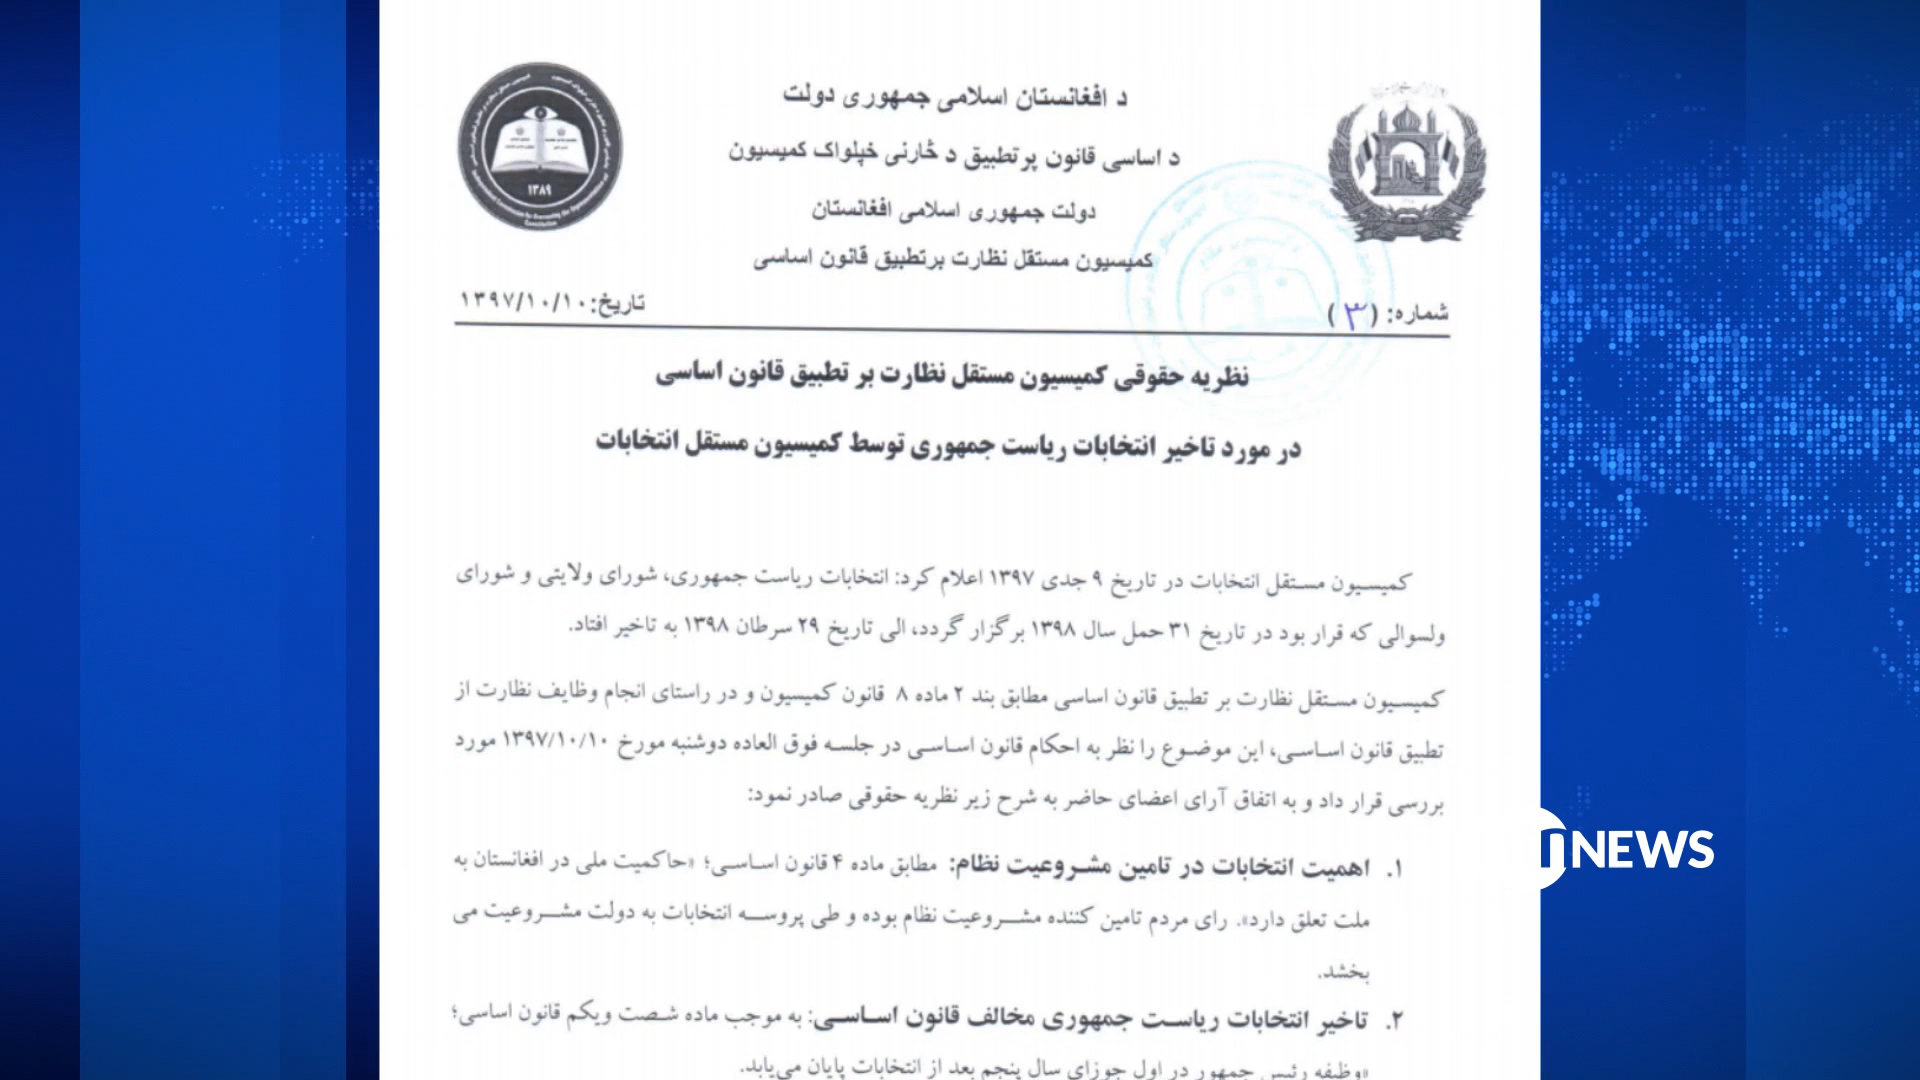 د افغانستان اسلامی جمهوری دولت
د اساسی قانون پرتطبیق د څارنی خپلواک کمیسیون
دولت جمهوری اسلامی افغانستان
کمیسیون مستقل نظارت برتطبیق قانون اساسی
شماره: (۳)
تاریخ:۱۳۹۷/۱۰/۱۰
۱۳۸۹
نظریه حقوقی کمیسیون مستقل نظارت بر تطبیق قانون اساسی
در مورد تاخیر انتخابات ریاست جمهوری توسط کمیسیون مستقل انتخابات
کمیسیون مستقل انتخابات در تاریخ ۹ جدی ۱۳۹۷ اعلام کرد: انتخابات ریاست جمهوری، شورای ولایتی و شورای
ولسوالی که قرار بود در تاریخ ۳۱ حمل سال ۱۳۹۸ برگزار گردد، الی تاریخ ۲۹ سرطان ۱۳۹۸ به تاخیر افتاد.
کمیسیون مستقل نظارت بر تطبیق قانون اساسی مطابق بند ۲ ماده ۸ قانون کمیسیون و در راستای انجام وظایف نظارت از
تطبیق قانون اساسی، این موضوع را نظر به احکام قانون اساسی در جلسه فوق العاده دوشنبه مورخ ۱۳۹۷/۱۰/۱۰ مورد
بررسی قرار داد و به اتفاق آرای اعضای حاضر به شرح زیر نظریه حقوقی صادر نمود:
۱. اهمیت انتخابات در تامین مشروعیت نظام: مطابق ماده ۴ قانون اساسی؛ «حاکمیت ملی در افغانستان به
ملت تعلق دارد». رای مردم تامین کننده مشروعیت نظام بوده و طی پروسه انتخابات به دولت مشروعیت می
بخشد.
۲. تاخیر انتخابات ریاست جمهوری مخالف قانون اساسی: به موجب ماده شصت ویکم قانون اساسی؛
«وظیفه رئیس جمهور در اول جوزای سال پنجم بعد از انتخابات پایان می‌یابد.
NEWS